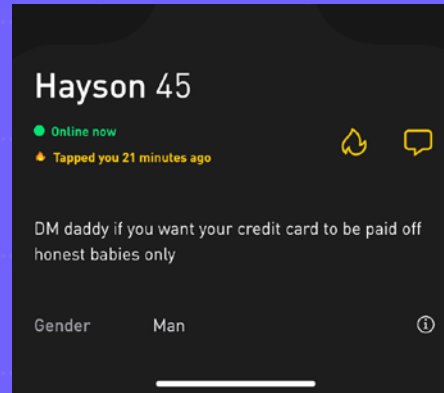 Hayson 45
Online now
Tapped you 21 minutes ago
DM daddy if you want your credit card to be paid off
honest babies only
Gender Man